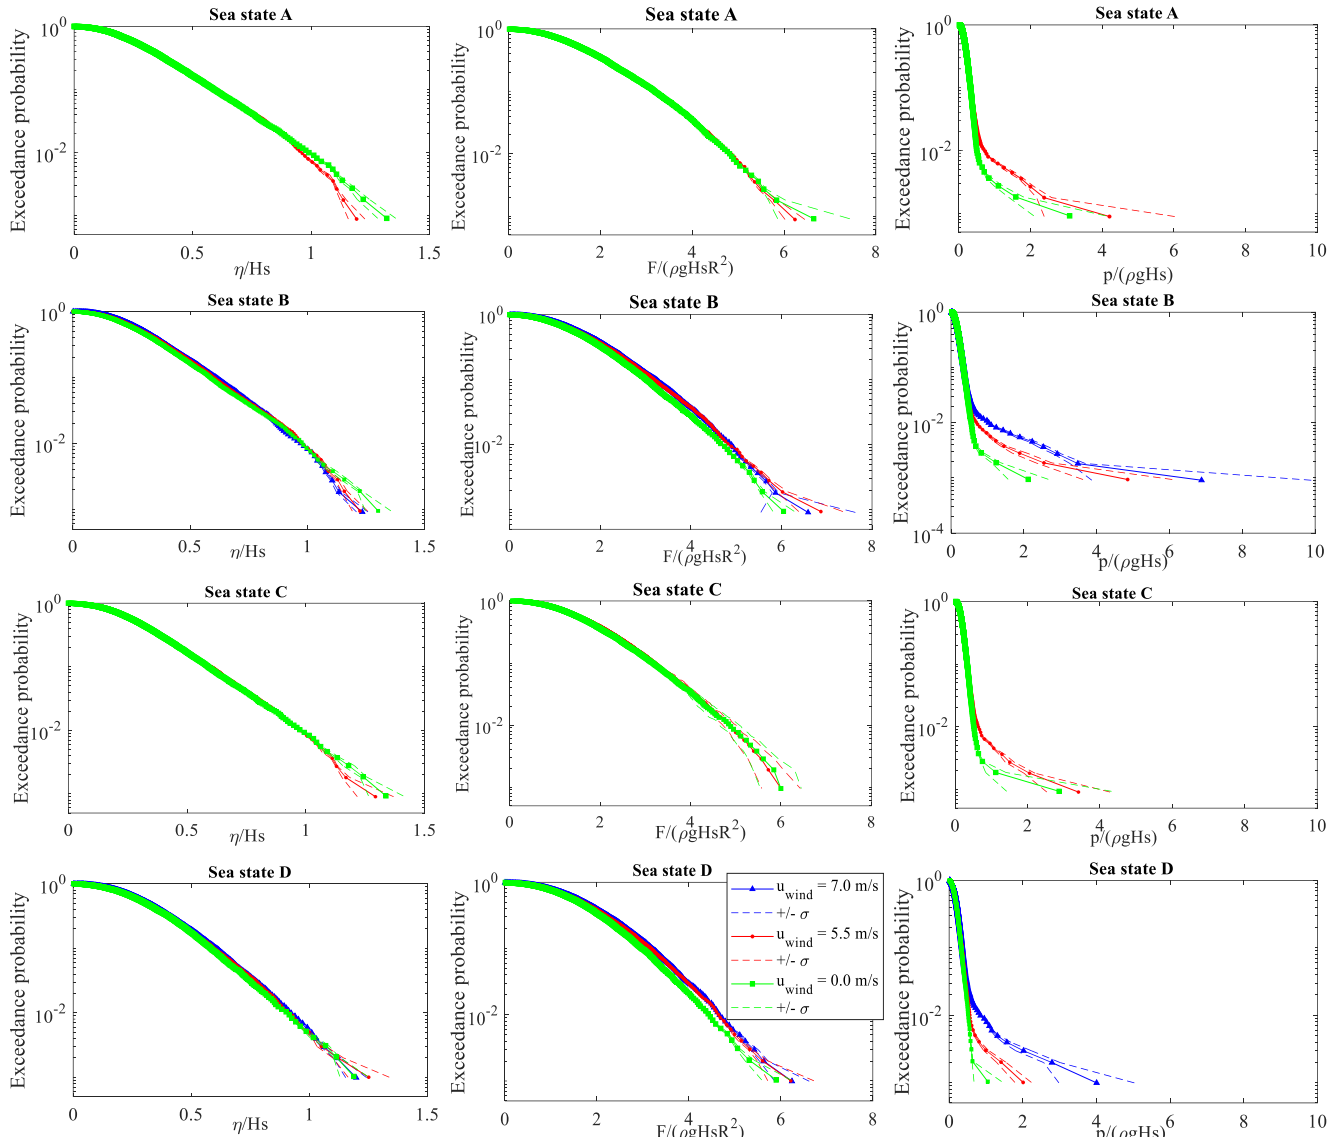 Sea state A
Exceedance probability
10^0
10^-2
0
0.5
1
1.5
η/Hs
Sea state A
Exceedance probability
10^0
10^-2
0
2
4
6
8
F/(ρgHsR^2)
Sea state A
Exceedance probability
10^0
10^-2
0
2
4
6
8
10
p/(ρgHs)
Sea state B
Exceedance probability
10^0
10^-2
0
0.5
1
1.5
η/Hs
Sea state B
Exceedance probability
10^0
10^-2
0
2
4
6
8
F/(ρgHsR^2)
Sea state B
Exceedance probability
10^0
10^-2
10^-4
0
2
4
6
8
10
p/(ρgHs)
Sea state C
Exceedance probability
10^0
10^-2
0
0.5
1
1.5
η/Hs
Sea state C
Exceedance probability
10^0
10^-2
0
2
4
6
8
F/(ρgHsR^2)
Sea state C
Exceedance probability
10^0
10^-2
0
2
4
6
8
10
p/(ρgHs)
Sea state D
Exceedance probability
10^0
10^-2
0
0.5
1
1.5
η/Hs
Sea state D
Exceedance probability
10^0
10^-2
0
2
4
6
8
F/(ρgHsR^2)
u_wind = 7.0 m/s
+/- σ
u_wind = 5.5 m/s
+/- σ
u_wind = 0.0 m/s
+/- σ
Sea state D
Exceedance probability
10^0
10^-2
0
2
4
6
8
10
p/(ρgHs)